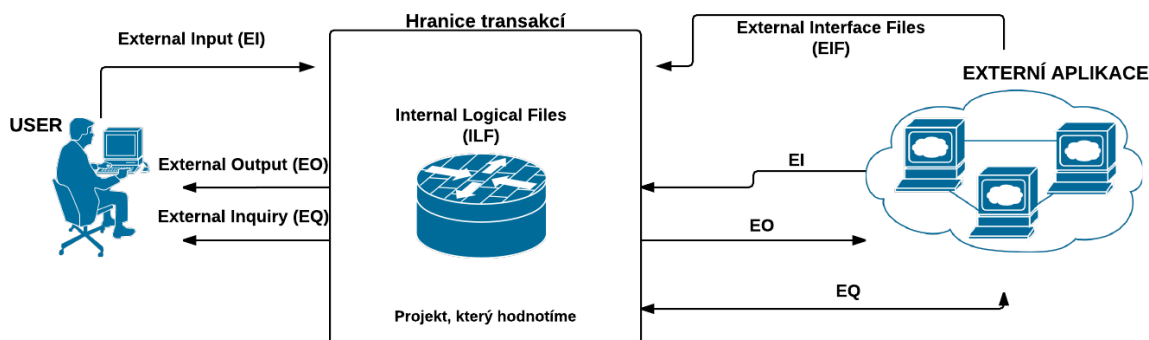 Hranice transakcí
External Input (EI)
External Interface Files
(EIF)
EXTERNÍ APLIKACE
USER
Internal Logical Files
(ILF)
External Output (EO)
EI
External Inquiry (EQ)
EO
EQ
Projekt, který hodnotíme